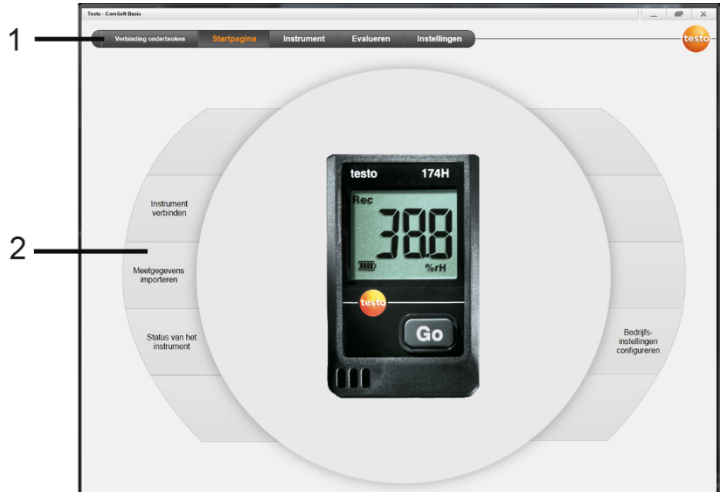 Testo - ComSoft Basic
1
Verbinding onderbroken Startpagina Instrument Evalueren Instellingen
testo
testo 174H
Rec
38.8
%rH
testo
Go
Instrument
verbinden
2
Meetgegevens
importeren
Status van het
instrument
Bedrijfs-
instellingen
configureren